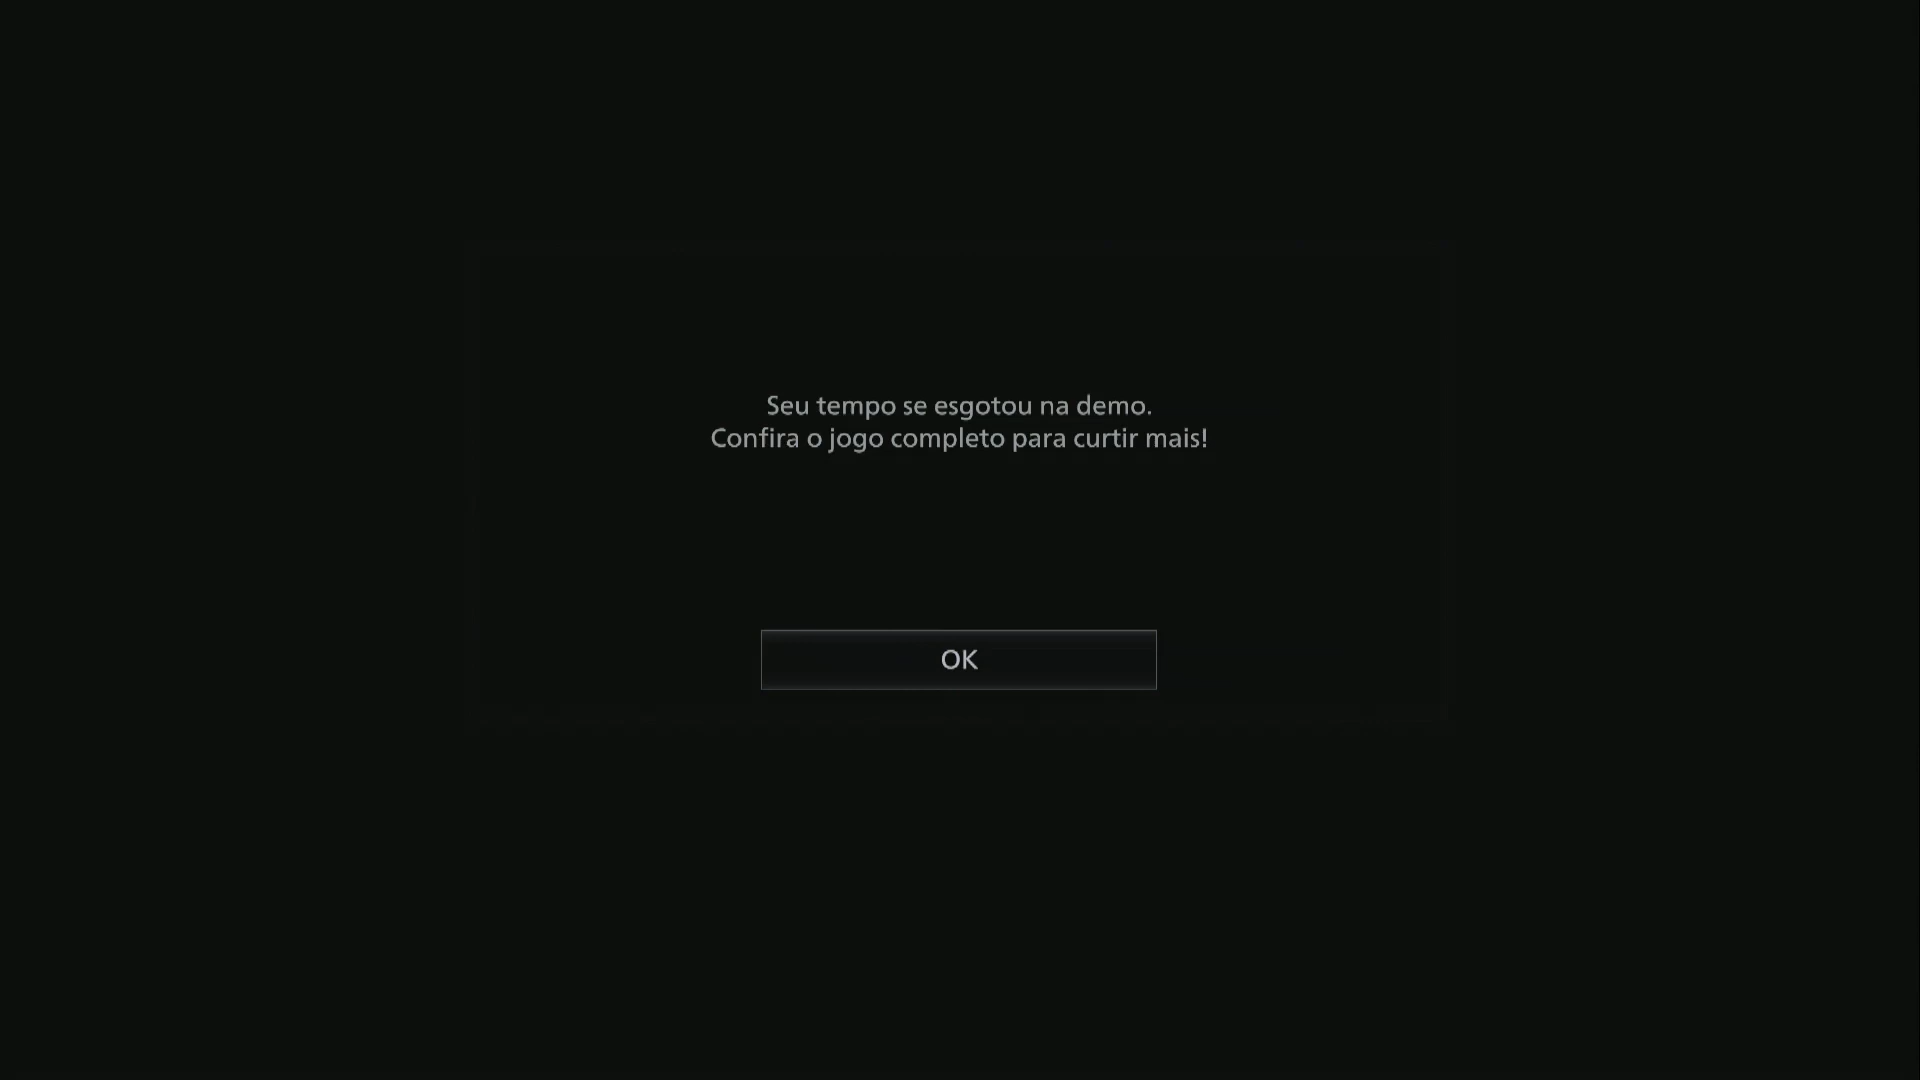 Seu tempo se esgotou na demo.
Confira o jogo completo para curtir mais!
OK